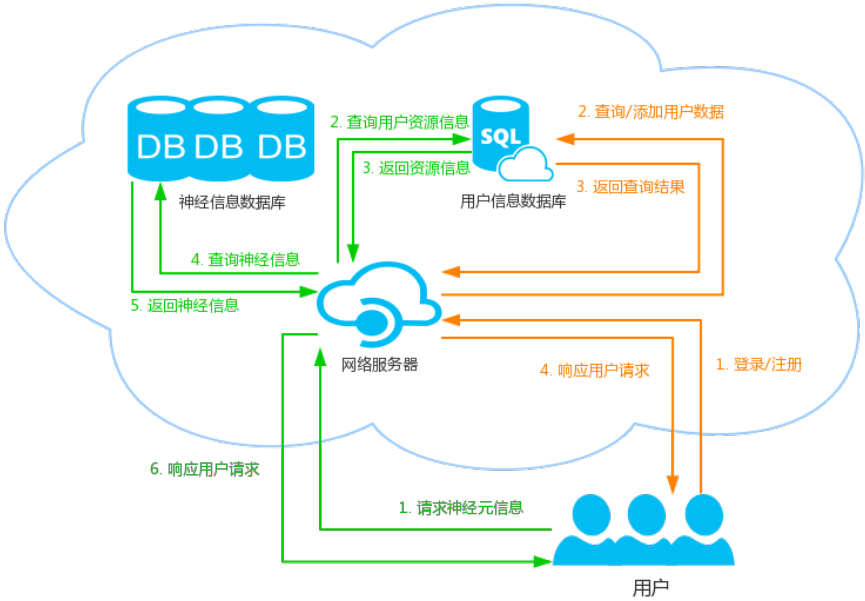 2. 查询用户资源信息
2. 查询/添加用户数据
DB DB DB
SQL
3. 返回资源信息
3. 返回查询结果
神经信息数据库
用户信息数据库
4. 查询神经信息
5. 返回神经信息
网络服务器
4. 响应用户请求
1. 登录/注册
6. 响应用户请求
1. 请求神经元信息
用户